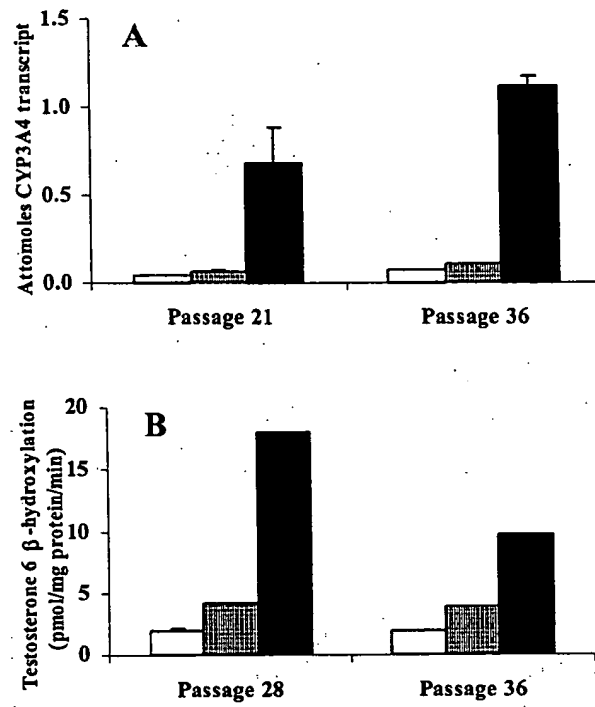 A
Attomoles CYP3A4 transcript
1.5
1.0
0.5
0.0
Passage 21
Passage 36
B
Testosterone 6 β-hydroxylation
(pmol/mg protein/min)
20
15
10
5
0
Passage 28
Passage 36